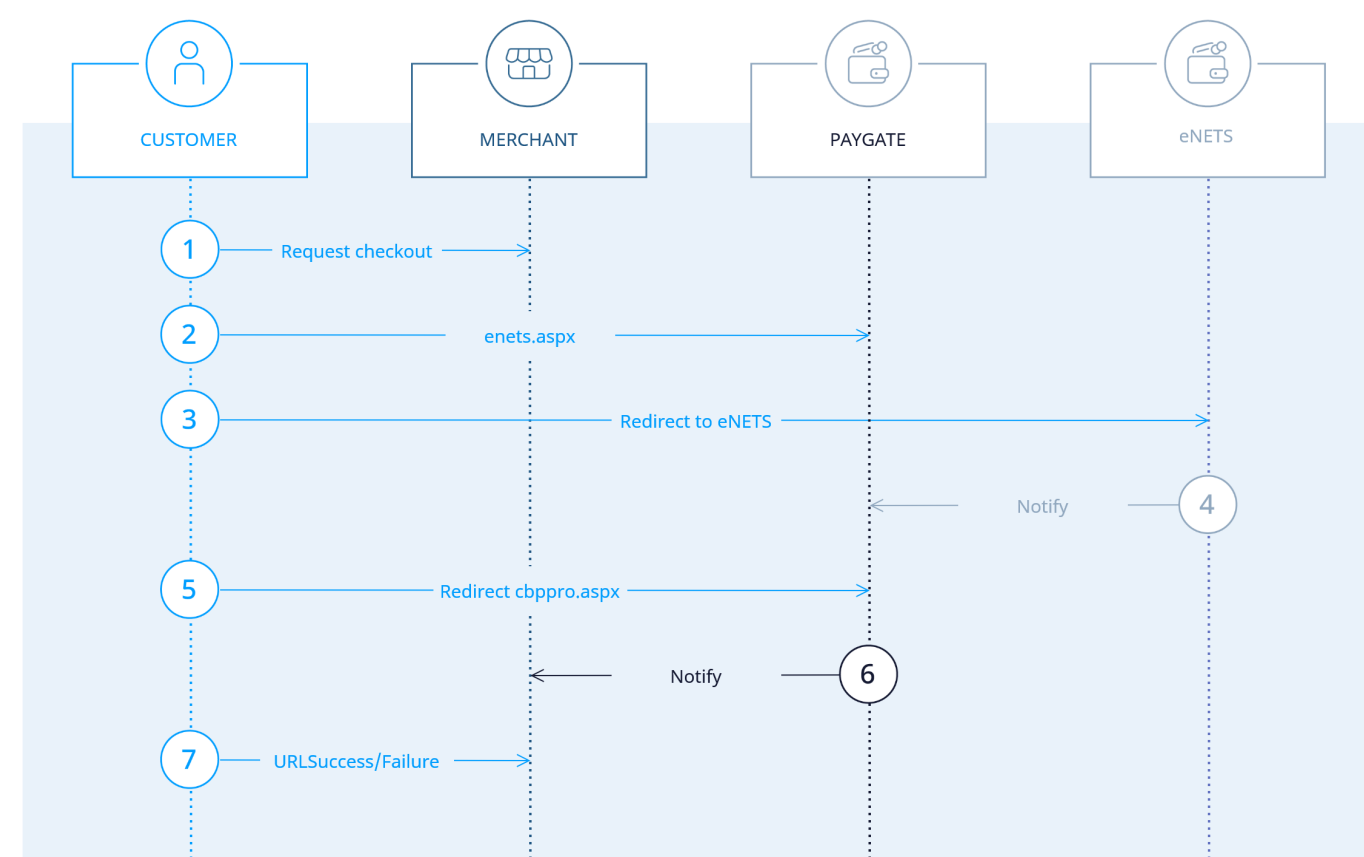 CUSTOMER
MERCHANT
PAYGATE
eNETS
1 Request checkout
2 enets.aspx
3 Redirect to eNETS
Notify 4
5 Redirect cbppro.aspx
Notify 6
7 URLSuccess/Failure